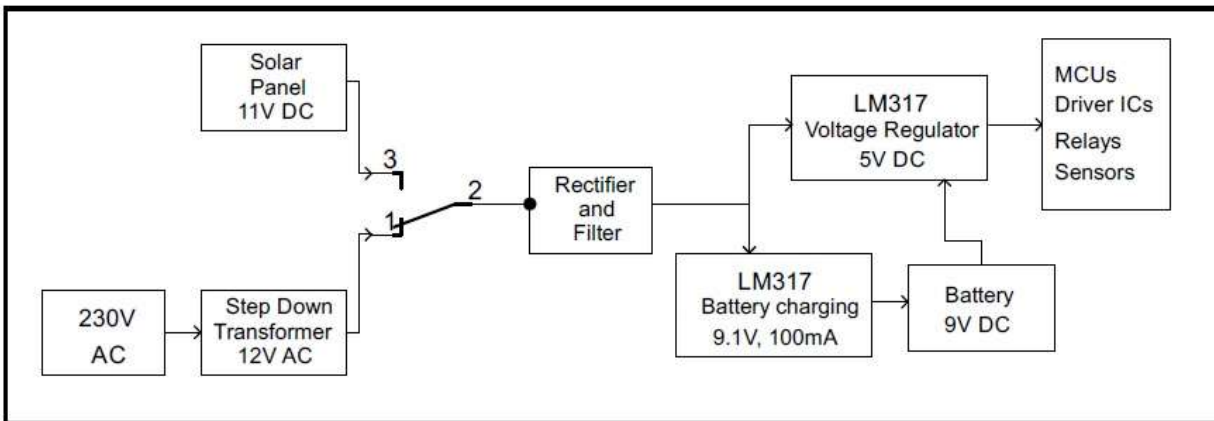 Solar
Panel
11V DC
3
2
1
230V
AC
Step Down
Transformer
12V AC
Rectifier
and
Filter
LM317
Voltage Regulator
5V DC
LM317
Battery charging
9.1V, 100mA
Battery
9V DC
MCUs
Driver ICs
Relays
Sensors